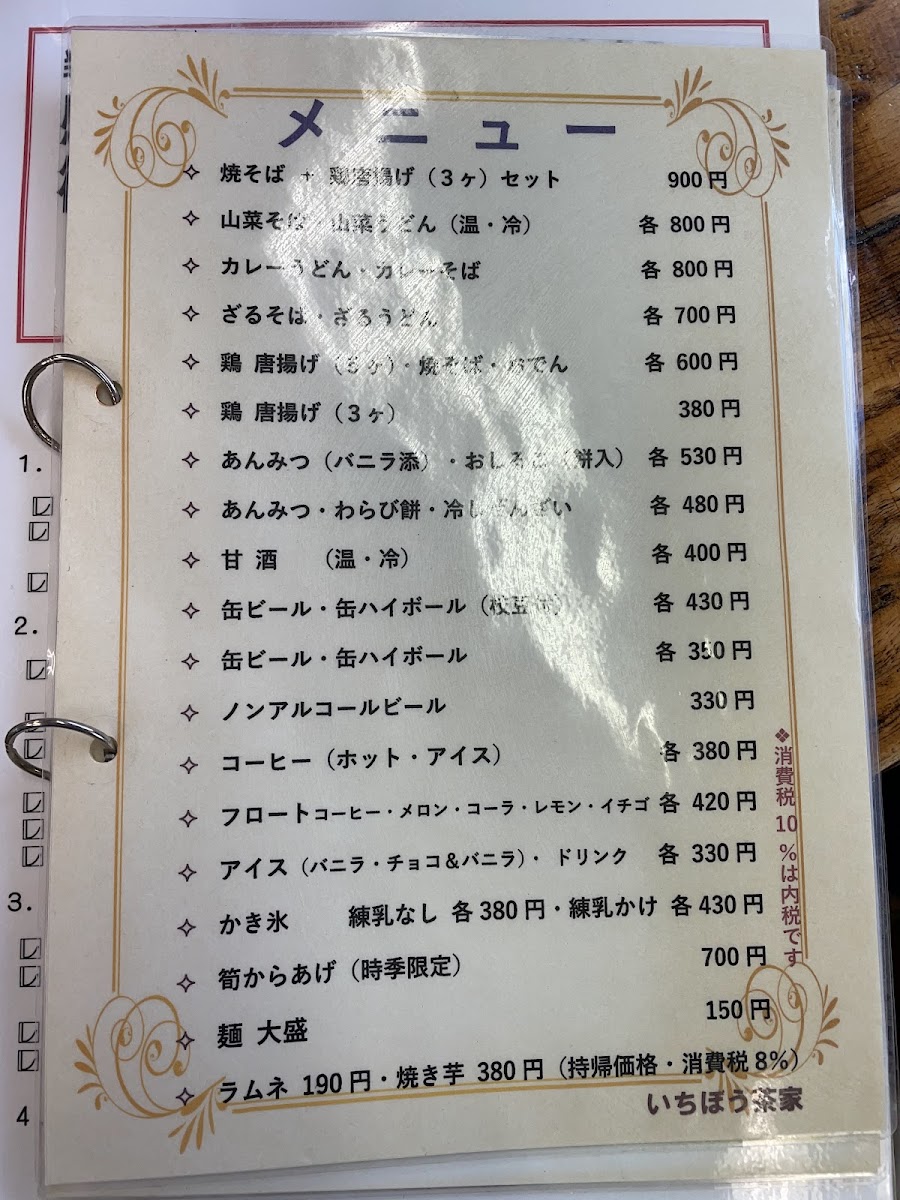 メニュー
✧ 焼そば + 鶏唐揚げ（3ヶ）セット 900円
✧ 山菜そば・山菜うどん（温・冷） 各 800円
✧ カレーうどん・カレーそば 各 800円
✧ ざるそば・ざるうどん 各 700円
✧ 鶏 唐揚げ（5ヶ）・焼そば・おでん 各 600円
✧ 鶏 唐揚げ（3ヶ） 380円
✧ あんみつ（バニラ添）・おしるこ（餅入） 各 530円
✧ あんみつ・わらび餅・冷しぜんざい 各 480円
✧ 甘 酒 （温・冷） 各 400円
✧ 缶ビール・缶ハイボール（枝豆付） 各 430円
✧ 缶ビール・缶ハイボール 各 350円
✧ ノンアルコールビール 330円
✧ コーヒー（ホット・アイス） 各 380円
✧ フロートコーヒー・メロン・コーラ・レモン・イチゴ 各 420円
✧ アイス（バニラ・チョコ＆バニラ）・ ドリンク 各 330円
✧ かき氷 練乳なし 各380円・練乳かけ 各 430円
✧ 筍からあげ（時季限定） 700円
✧ 麺 大盛 150円
✧ ラムネ 190円・焼き芋 380円（持帰価格・消費税8%）
❖消費税10%は内税です
いちぼう茶家
1.
2.
3.
4